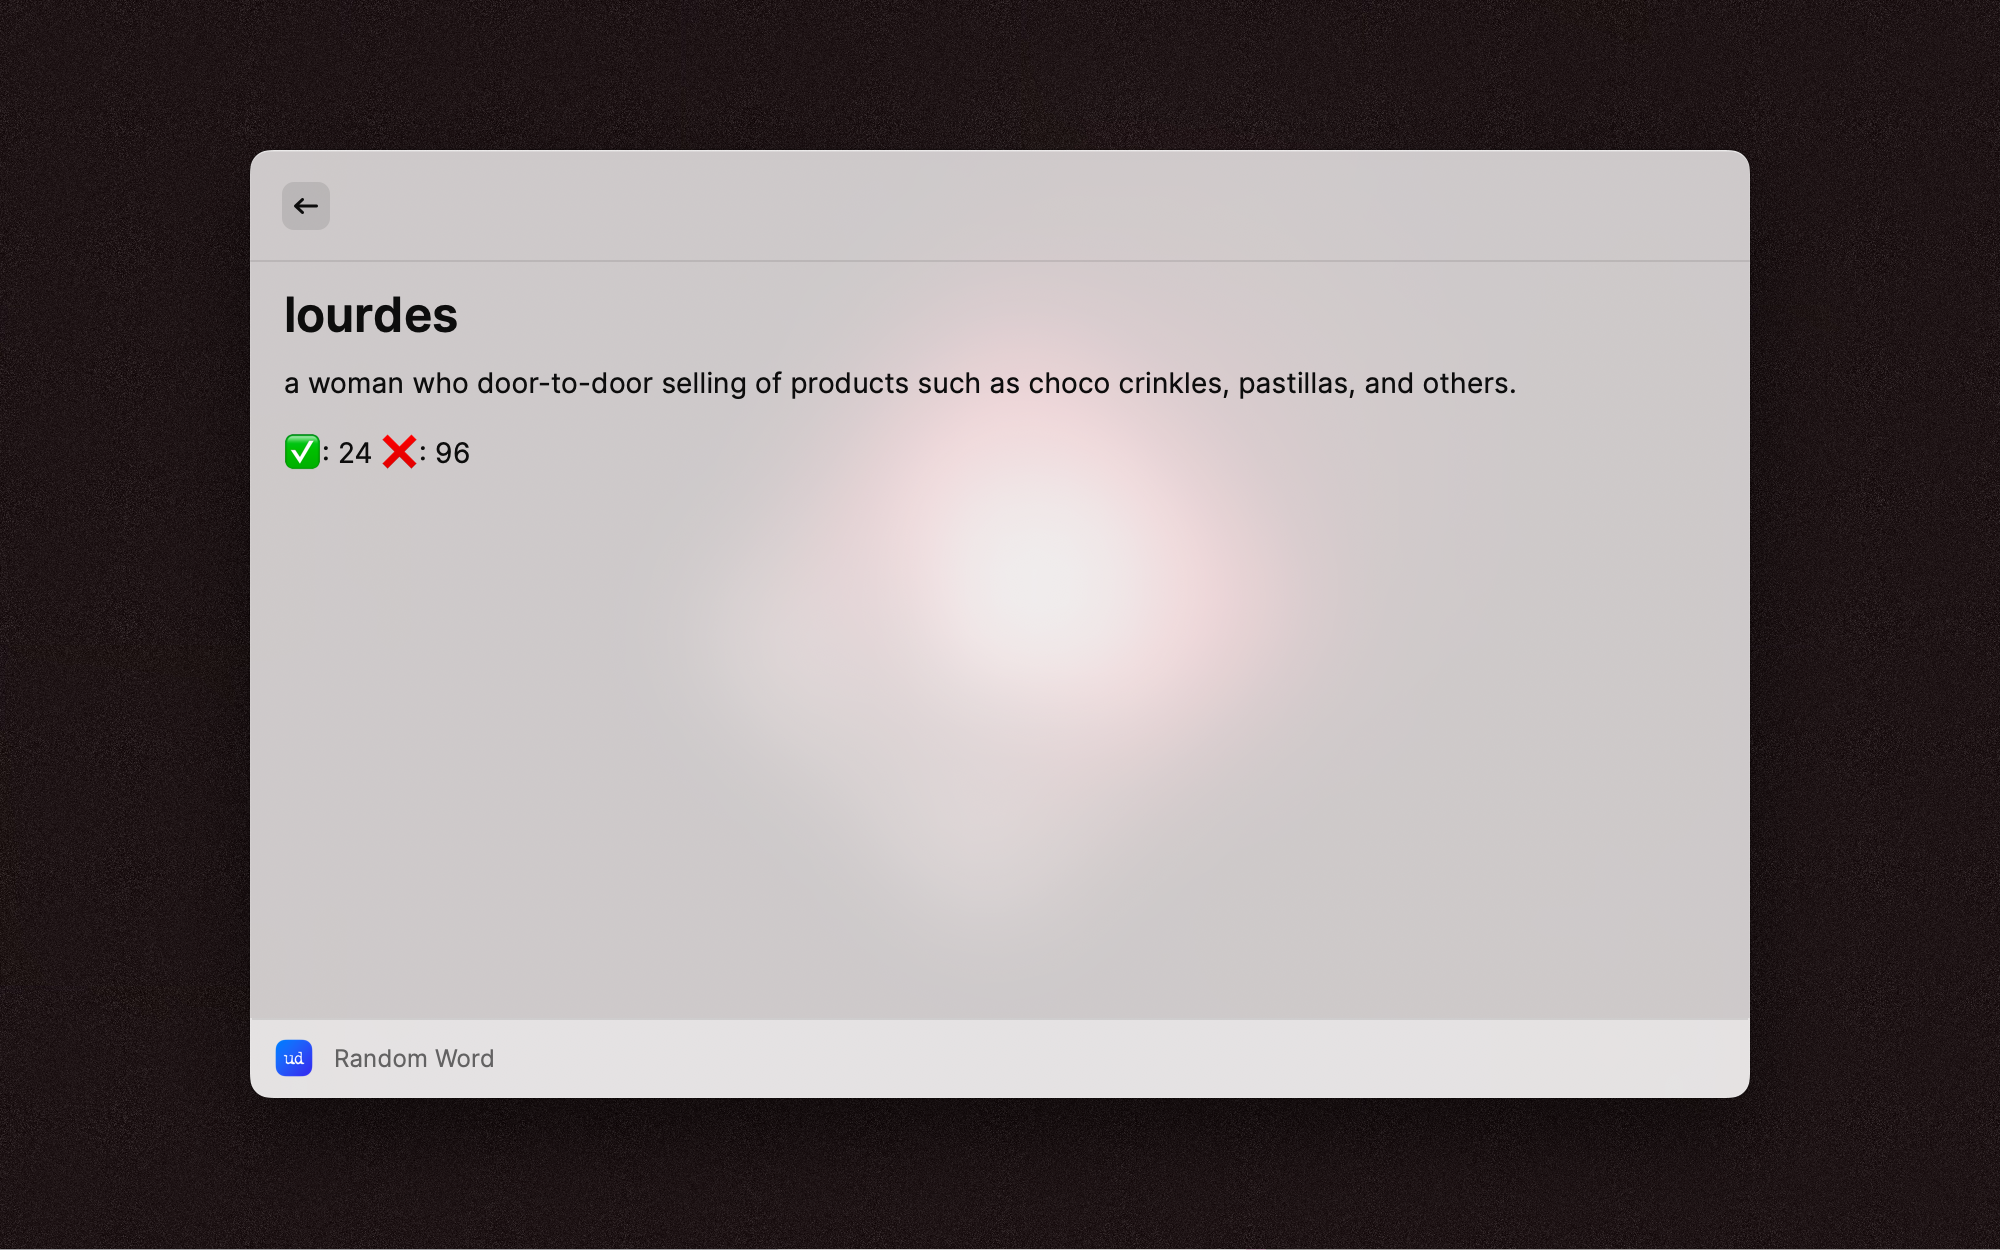 lourdes
a woman who door-to-door selling of products such as choco crinkles, pastillas, and others.
✅: 24 ❌: 96
ud Random Word